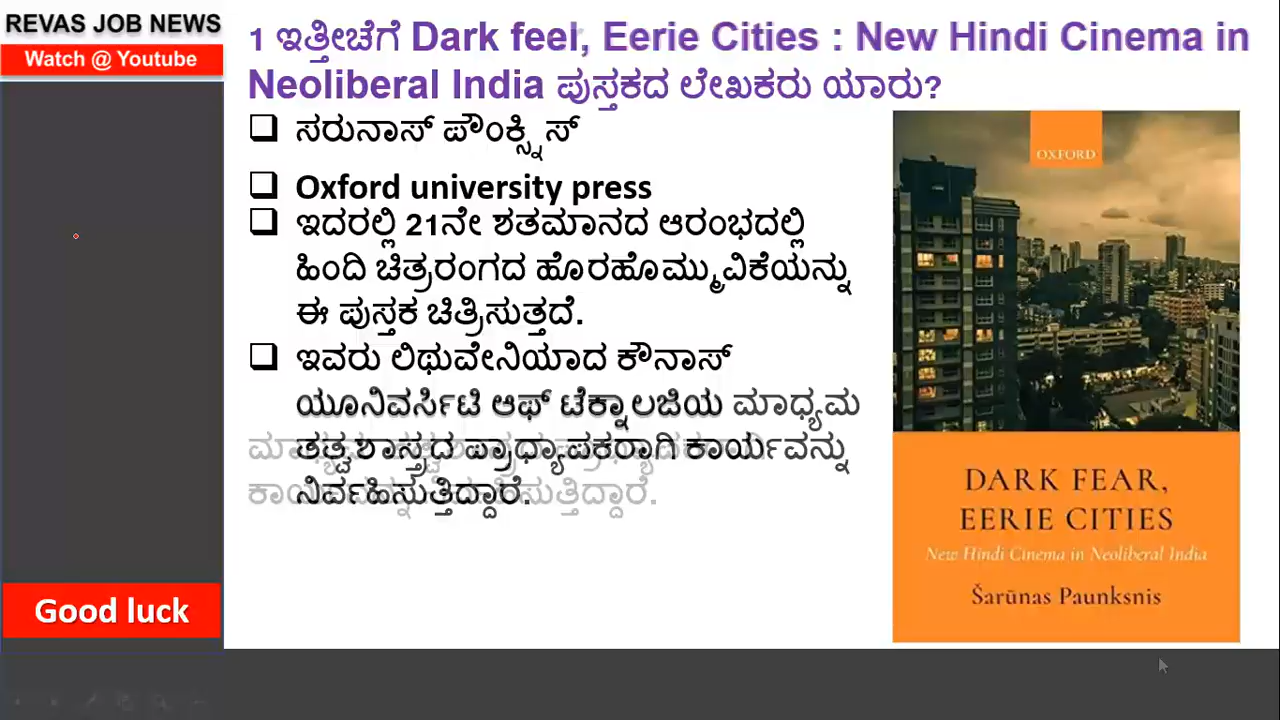 REVAS JOB NEWS
Watch @ Youtube
1 ಇತ್ತೀಚೆಗೆ Dark feel, Eerie Cities : New Hindi Cinema in
Neoliberal India ಪುಸ್ತಕದ ಲೇಖಕರು ಯಾರು?
ಸರುನಾಸ್ ಪೌಂಕ್ಸ್ನಿಸ್
Oxford university press
ಇದರಲ್ಲಿ 21ನೇ ಶತಮಾನದ ಆರಂಭದಲ್ಲಿ
ಹಿಂದಿ ಚಿತ್ರರಂಗದ ಹೊರಹೊಮ್ಮುವಿಕೆಯನ್ನು
ಈ ಪುಸ್ತಕ ಚಿತ್ರಿಸುತ್ತದೆ.
ಇವರು ಲಿಥುವೇನಿಯಾದ ಕೌನಾಸ್
ಯೂನಿವರ್ಸಿಟಿ ಆಫ್ ಟೆಕ್ನಾಲಜಿಯ ಮಾಧ್ಯಮ
ತತ್ವಶಾಸ್ತ್ರದ ಪ್ರಾಧ್ಯಾಪಕರಾಗಿ ಕಾರ್ಯವನ್ನು
ನಿರ್ವಹಿಸುತ್ತಿದ್ದಾರೆ.
OXFORD
DARK FEAR,
EERIE CITIES
New Hindi Cinema in Neoliberal India
Šarūnas Paunksnis
Good luck